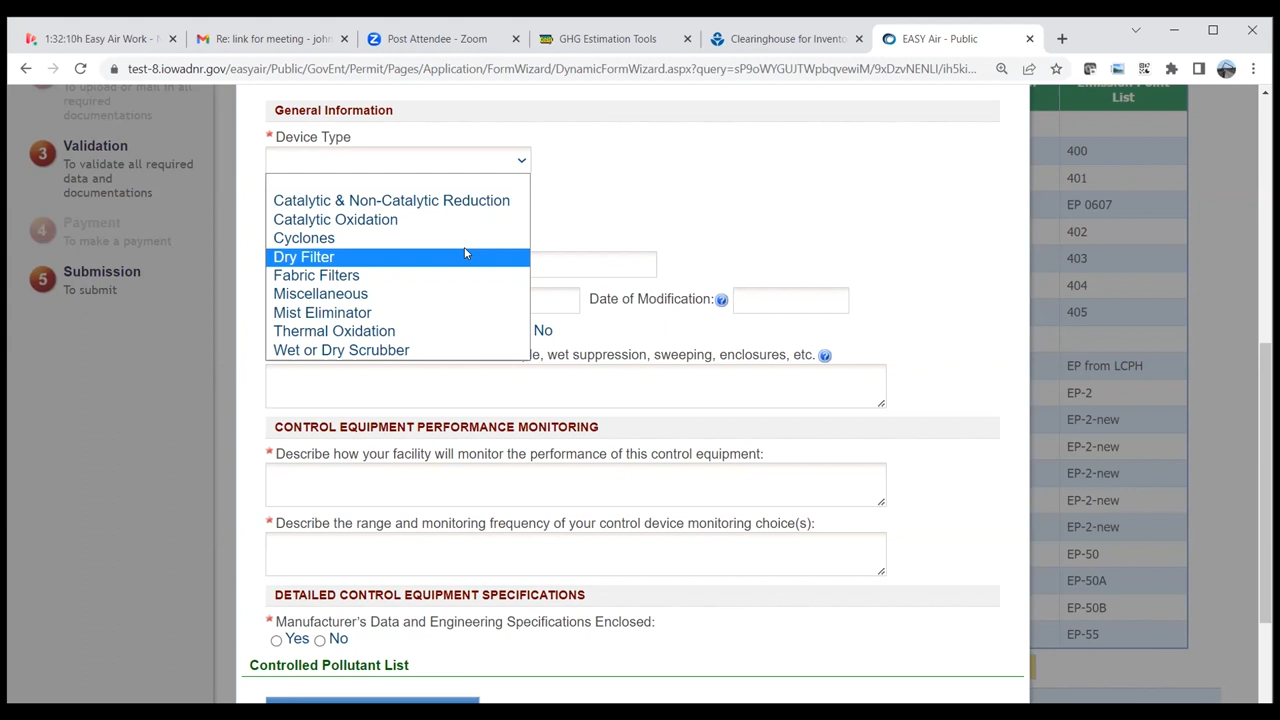 1:32:10h Easy Air Work - N
Re: link for meeting - john
Post Attendee - Zoom
GHG Estimation Tools
Clearinghouse for Invento
EASY Air - Public
test-8.iowadnr.gov/easyair/Public/GovEnt/Permit/Pages/Application/FormWizard/DynamicFormWizard.aspx?query=sP9oWYGUJTWpbqvewiM/9xDzvNENLI/ih5ki...
To upload or mail in all
required
documentations
3 Validation
To validate all required
data and
documentations
4 Payment
To make a payment
5 Submission
To submit
General Information
* Device Type
Catalytic & Non-Catalytic Reduction
Catalytic Oxidation
Cyclones
Dry Filter
Fabric Filters
Miscellaneous
Mist Eliminator
Thermal Oxidation
Wet or Dry Scrubber
Date of Modification:
No
wet suppression, sweeping, enclosures, etc.
CONTROL EQUIPMENT PERFORMANCE MONITORING
* Describe how your facility will monitor the performance of this control equipment:
* Describe the range and monitoring frequency of your control device monitoring choice(s):
DETAILED CONTROL EQUIPMENT SPECIFICATIONS
* Manufacturer's Data and Engineering Specifications Enclosed:
Yes No
Controlled Pollutant List
Emission Point
List
400
401
EP 0607
402
403
404
405
EP from LCPH
EP-2
EP-2-new
EP-2-new
EP-2-new
EP-2-new
EP-2-new
EP-50
EP-50A
EP-50B
EP-55